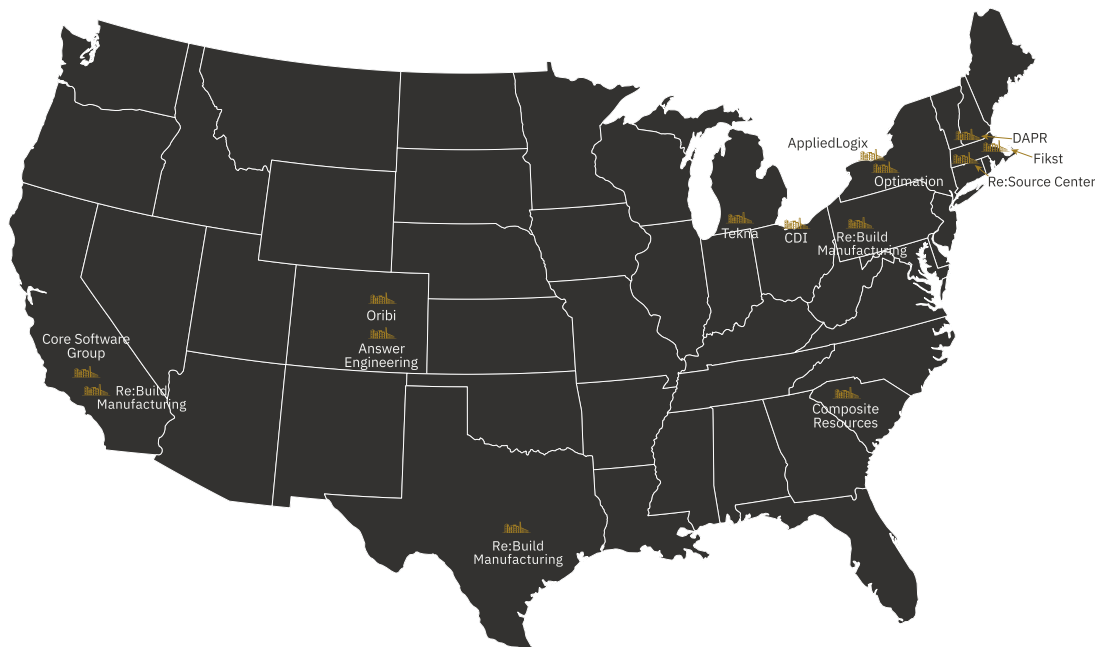 AppliedLogix
DAPR
Fikst
Optimation
Re:Source Center
Tekna
CDI
Re:Build
Manufacturing
Oribi
Answer
Engineering
Core Software
Group
Re:Build
Manufacturing
Composite
Resources
Re:Build
Manufacturing